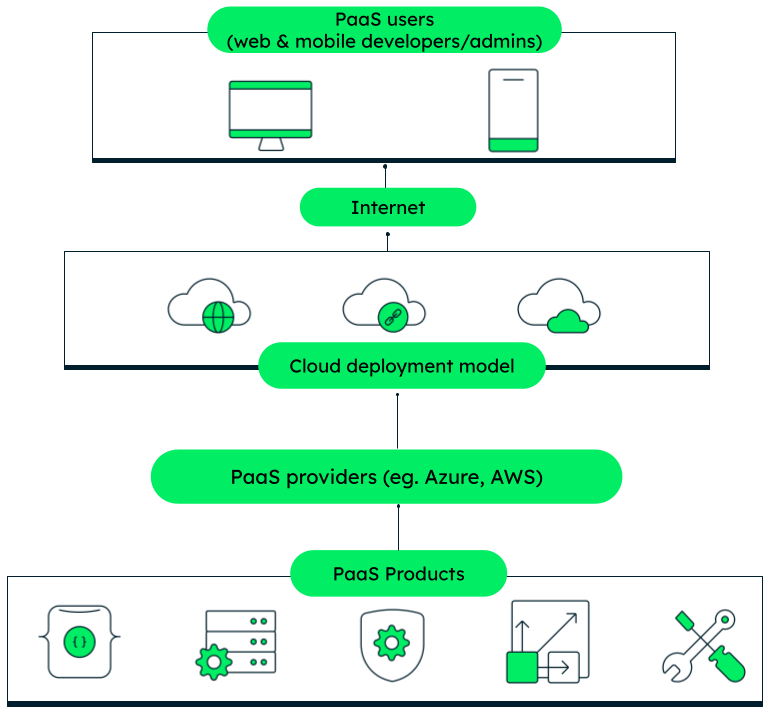 PaaS users
(web & mobile developers/admins)
Internet
Cloud deployment model
PaaS providers (eg. Azure, AWS)
PaaS Products
{ }